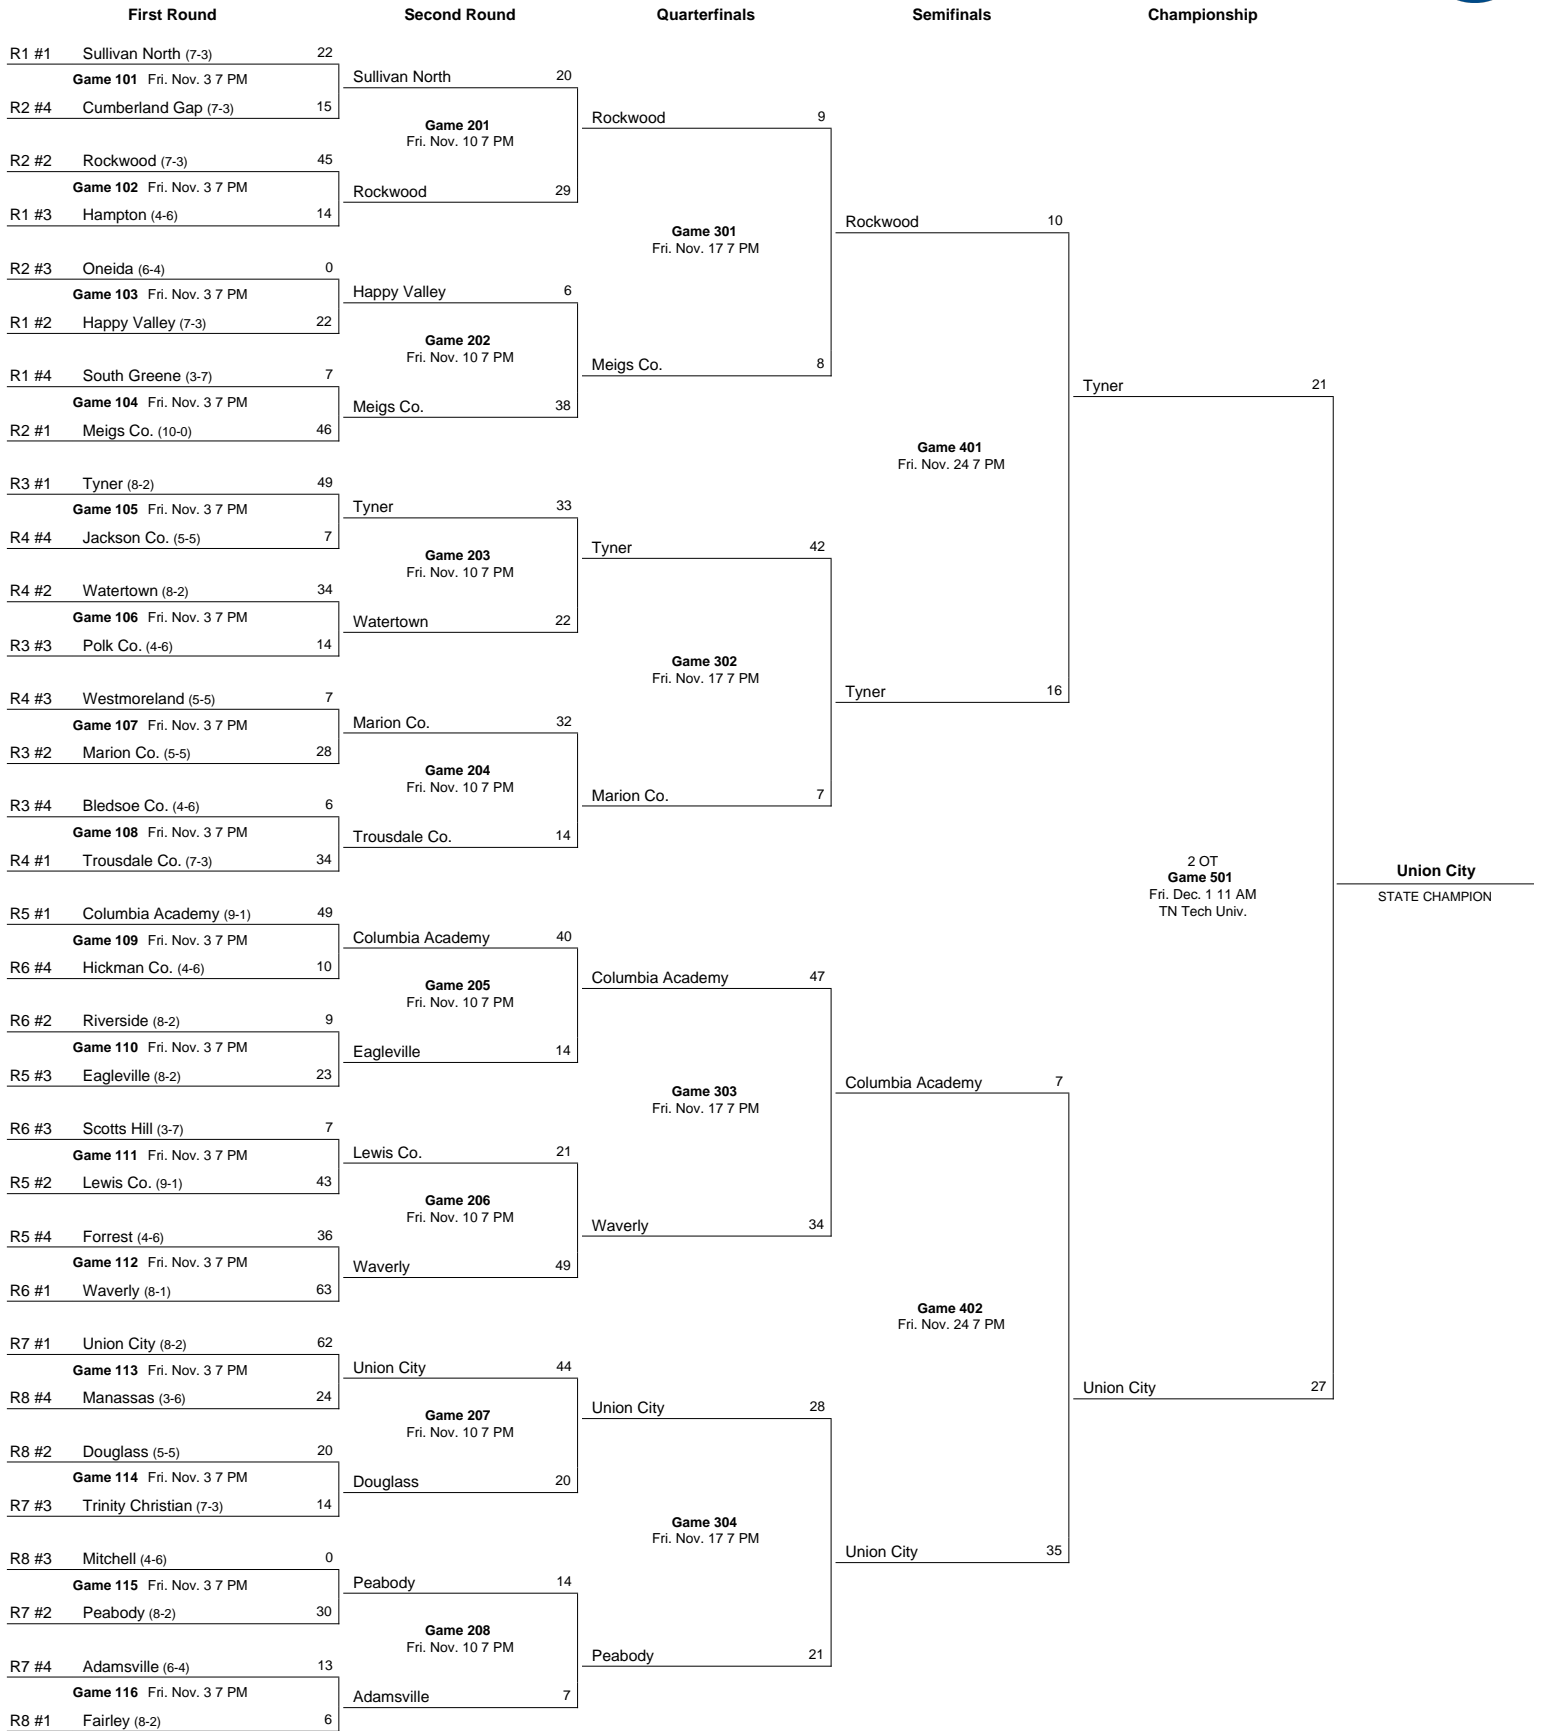 First Round Second Round Quarterfinals Semifinals Championship
R1 #1 Sullivan North (7-3) 22
Game 101 Fri. Nov. 3 7 PM
R2 #4 Cumberland Gap (7-3) 15
R2 #2 Rockwood (7-3) 45
Game 102 Fri. Nov. 3 7 PM
R1 #3 Hampton (4-6) 14
R2 #3 Oneida (6-4) 0
Game 103 Fri. Nov. 3 7 PM
R1 #2 Happy Valley (7-3) 22
R1 #4 South Greene (3-7) 7
Game 104 Fri. Nov. 3 7 PM
R2 #1 Meigs Co. (10-0) 46
R3 #1 Tyner (8-2) 49
Game 105 Fri. Nov. 3 7 PM
R4 #4 Jackson Co. (5-5) 7
R4 #2 Watertown (8-2) 34
Game 106 Fri. Nov. 3 7 PM
R3 #3 Polk Co. (4-6) 14
R4 #3 Westmoreland (5-5) 7
Game 107 Fri. Nov. 3 7 PM
R3 #2 Marion Co. (5-5) 28
R3 #4 Bledsoe Co. (4-6) 6
Game 108 Fri. Nov. 3 7 PM
R4 #1 Trousdale Co. (7-3) 34
R5 #1 Columbia Academy (9-1) 49
Game 109 Fri. Nov. 3 7 PM
R6 #4 Hickman Co. (4-6) 10
R6 #2 Riverside (8-2) 9
Game 110 Fri. Nov. 3 7 PM
R5 #3 Eagleville (8-2) 23
R6 #3 Scotts Hill (3-7) 7
Game 111 Fri. Nov. 3 7 PM
R5 #2 Lewis Co. (9-1) 43
R5 #4 Forrest (4-6) 36
Game 112 Fri. Nov. 3 7 PM
R6 #1 Waverly (8-1) 63
R7 #1 Union City (8-2) 62
Game 113 Fri. Nov. 3 7 PM
R8 #4 Manassas (3-6) 24
R8 #2 Douglass (5-5) 20
Game 114 Fri. Nov. 3 7 PM
R7 #3 Trinity Christian (7-3) 14
R8 #3 Mitchell (4-6) 0
Game 115 Fri. Nov. 3 7 PM
R7 #2 Peabody (8-2) 30
R7 #4 Adamsville (6-4) 13
Game 116 Fri. Nov. 3 7 PM
R8 #1 Fairley (8-2) 6
Sullivan North 20
Game 201
Fri. Nov. 10 7 PM
Rockwood 29
Happy Valley 6
Game 202
Fri. Nov. 10 7 PM
Meigs Co. 38
Tyner 33
Game 203
Fri. Nov. 10 7 PM
Watertown 22
Marion Co. 32
Game 204
Fri. Nov. 10 7 PM
Trousdale Co. 14
Columbia Academy 40
Game 205
Fri. Nov. 10 7 PM
Eagleville 14
Lewis Co. 21
Game 206
Fri. Nov. 10 7 PM
Waverly 49
Union City 44
Game 207
Fri. Nov. 10 7 PM
Douglass 20
Peabody 14
Game 208
Fri. Nov. 10 7 PM
Adamsville 7
Rockwood 9
Game 301
Fri. Nov. 17 7 PM
Meigs Co. 8
Tyner 42
Game 302
Fri. Nov. 17 7 PM
Marion Co. 7
Columbia Academy 47
Game 303
Fri. Nov. 17 7 PM
Waverly 34
Union City 28
Game 304
Fri. Nov. 17 7 PM
Peabody 21
Rockwood 10
Game 401
Fri. Nov. 24 7 PM
Tyner 16
Columbia Academy 7
Game 402
Fri. Nov. 24 7 PM
Union City 35
Tyner 21
2 OT
Game 501
Fri. Dec. 1 11 AM
TN Tech Univ.
Union City 27
Union City
STATE CHAMPION